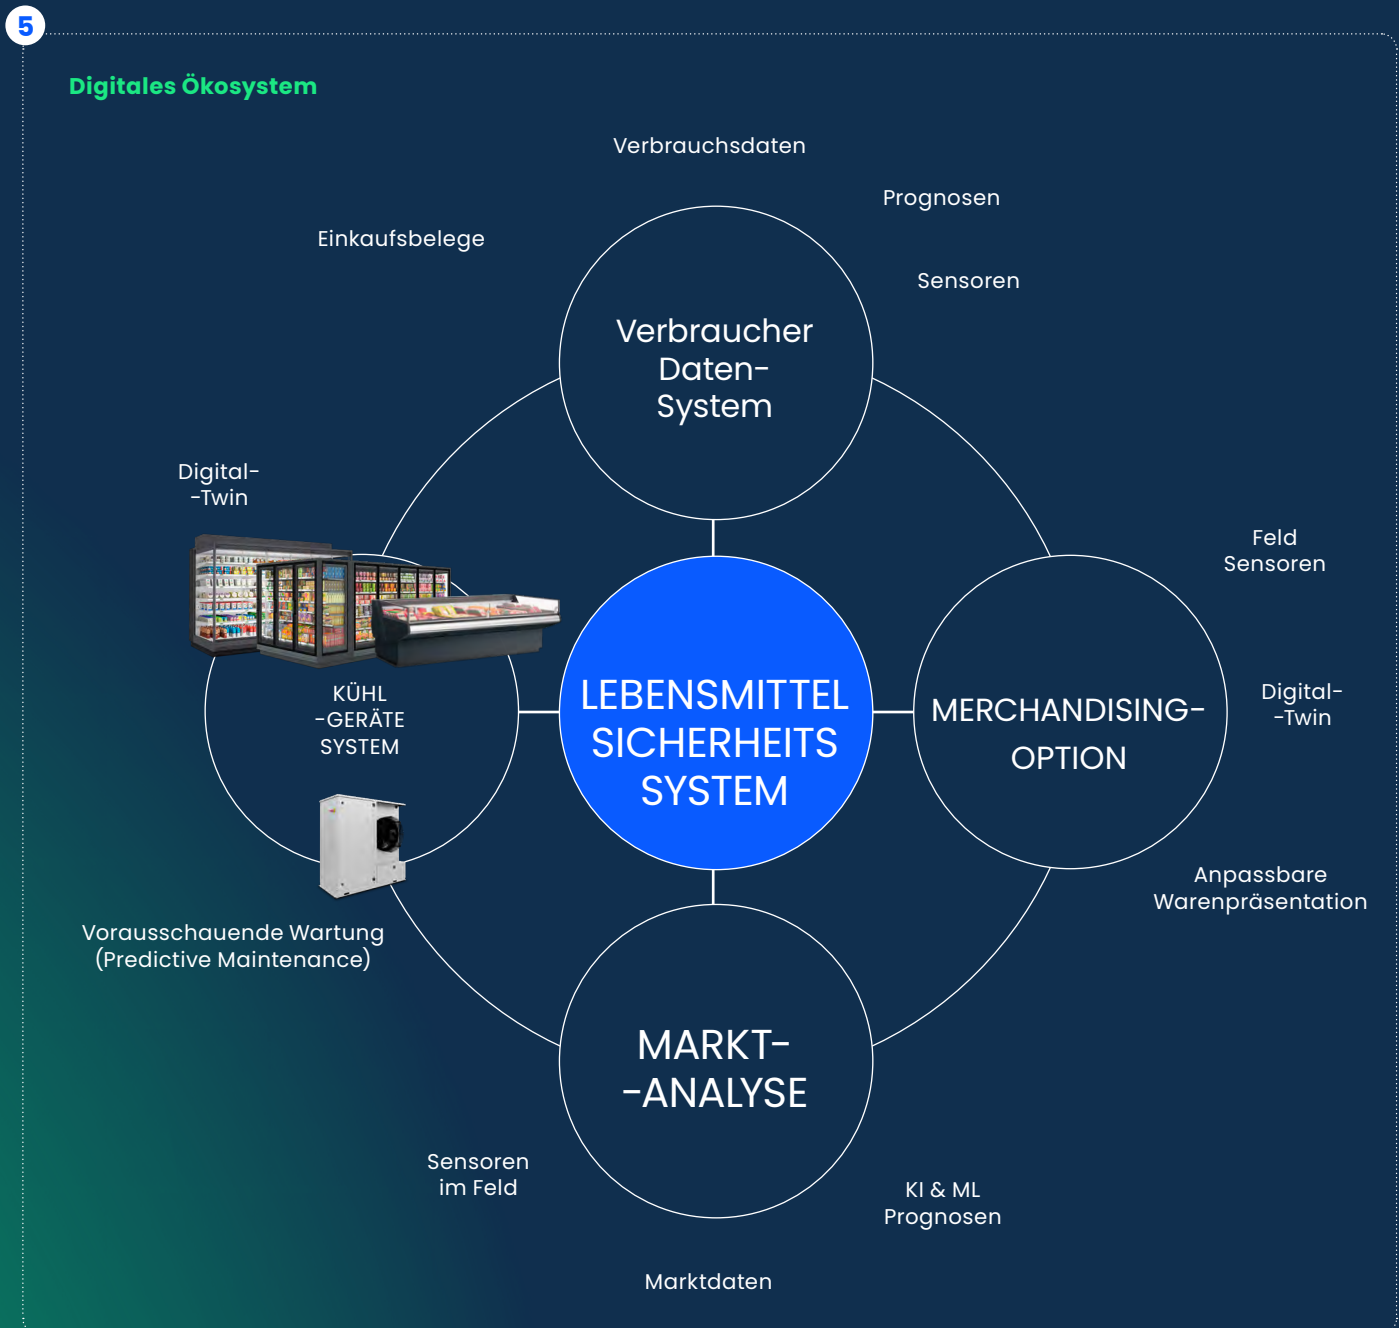 5
Digitales Ökosystem
Verbrauchsdaten
Prognosen
Einkaufsbelege
Sensoren
Verbraucher
Daten-
System
Digital-
-Twin
Feld
Sensoren
KÜHL
-GERÄTE
SYSTEM
LEBENSMITTEL
SICHERHEITS
SYSTEM
MERCHANDISING-
OPTION
Digital-
-Twin
Anpassbare
Warenpräsentation
Vorausschauende Wartung
(Predictive Maintenance)
MARKT-
-ANALYSE
Sensoren
im Feld
KI & ML
Prognosen
Marktdaten